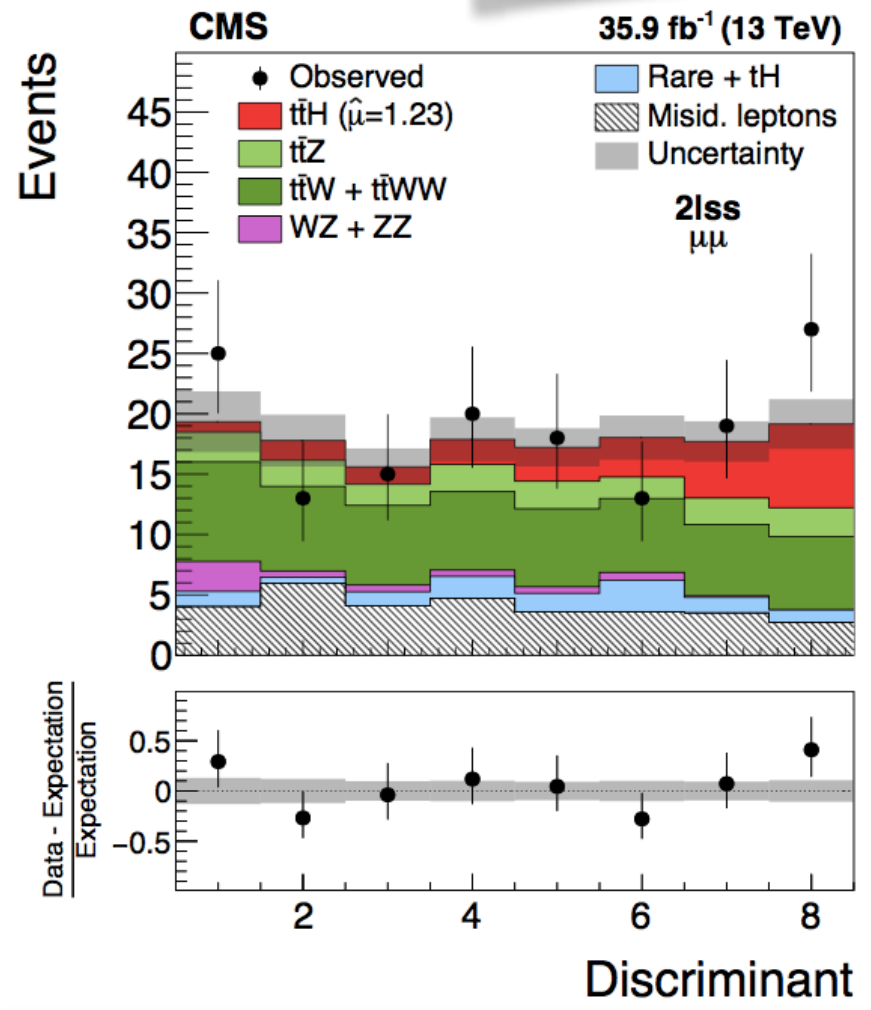 CMS 35.9 fb⁻¹ (13 TeV)
Events
Observed
tt̄H (μ̂=1.23)
tt̄Z
tt̄W + tt̄WW
WZ + ZZ
Rare + tH
Misid. leptons
Uncertainty
2lss
μμ
45
40
35
30
25
20
15
10
5
0
Data - Expectation
Expectation
0.5
0
−0.5
2 4 6 8
Discriminant